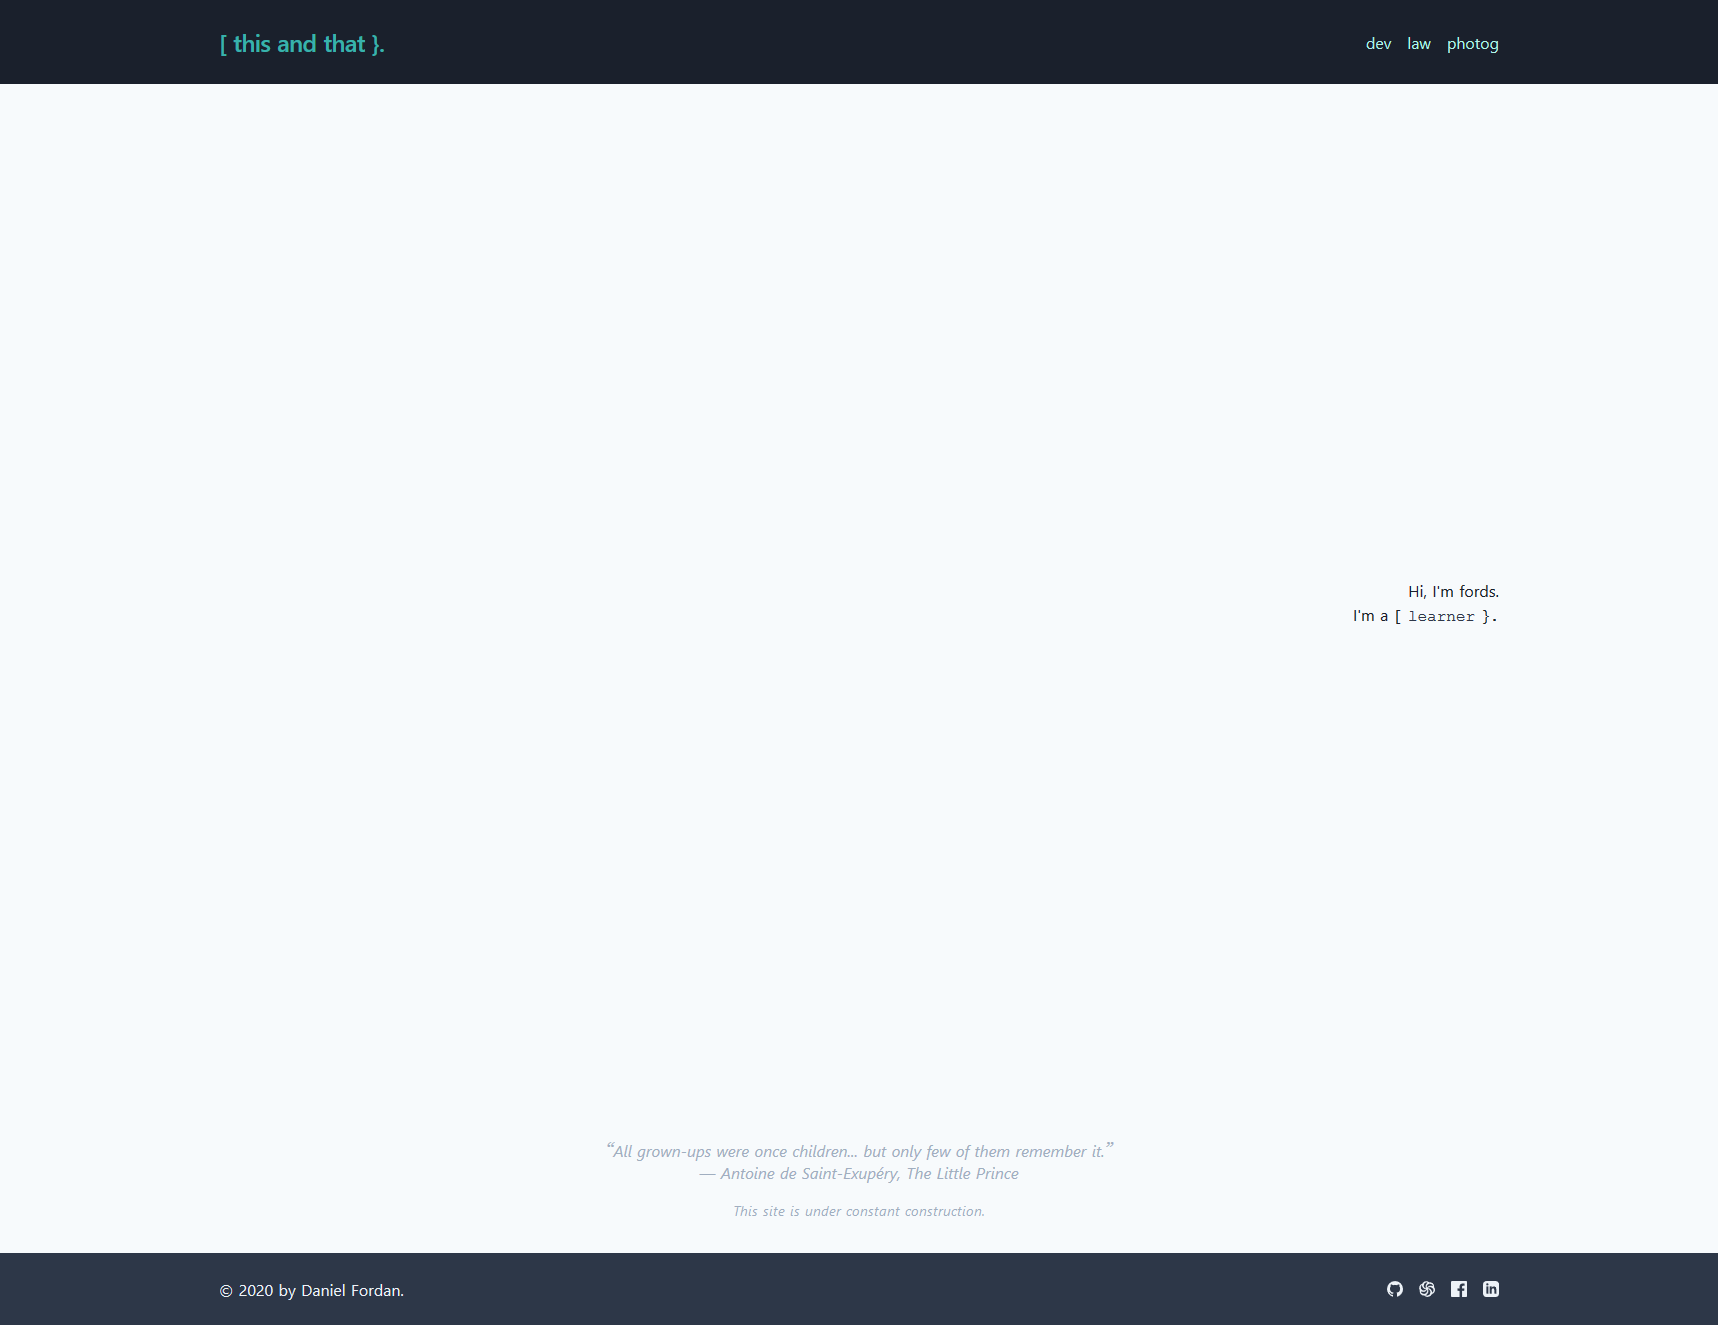 [ this and that }.
dev law photog
Hi, I'm fords.
I'm a [ learner }.
“All grown-ups were once children... but only few of them remember it.”
— Antoine de Saint-Exupéry, The Little Prince
This site is under constant construction.
© 2020 by Daniel Fordan.